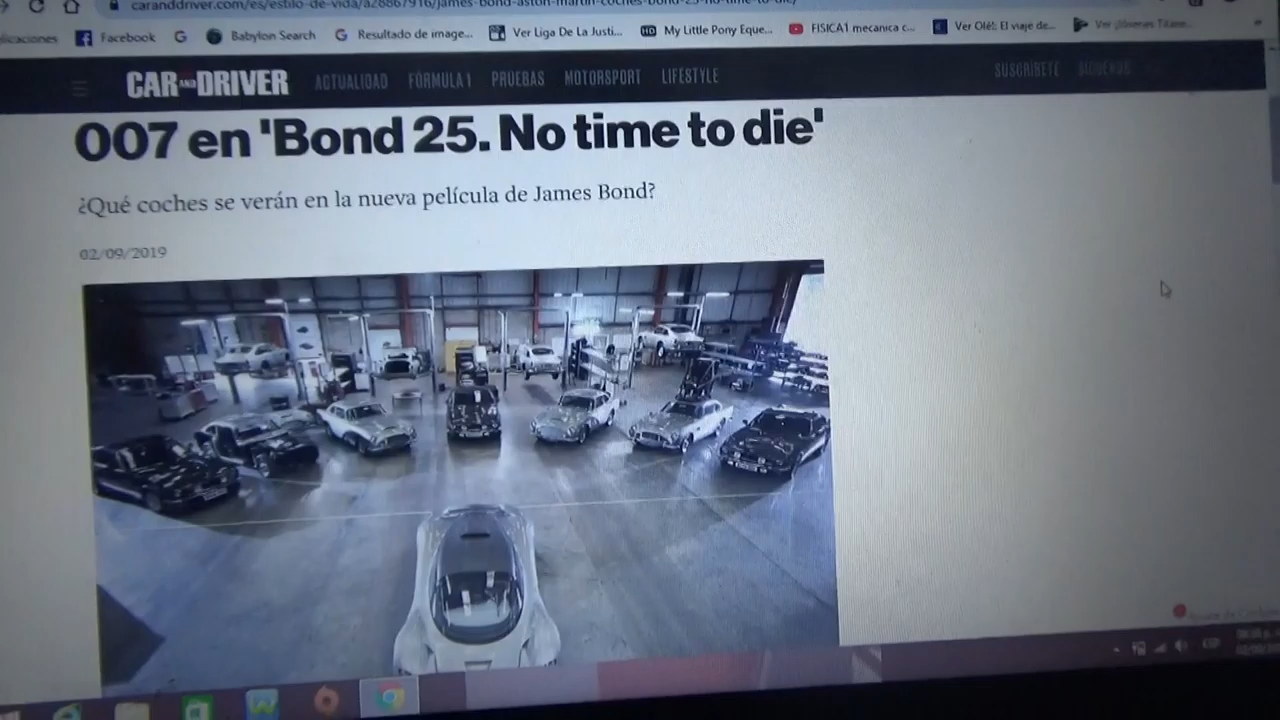 caranddriver.com/es/estilo-de-vida/a28867916/james-bond-aston-martin-coches-bond-25-no-time-to-die/
Facebook
G
Babylon Search
Resultado de image...
Ver Liga De La Justi...
HD My Little Pony Eque...
FISICA1 mecanica c...
Ver Olé!: El viaje de...
Ver Jóvenes Titane...
CAR AND DRIVER
ACTUALIDAD
FÓRMULA 1
PRUEBAS
MOTORSPORT
LIFESTYLE
SUSCRÍBETE
SÍGUENOS
007 en 'Bond 25. No time to die'
¿Qué coches se verán en la nueva película de James Bond?
02/09/2019